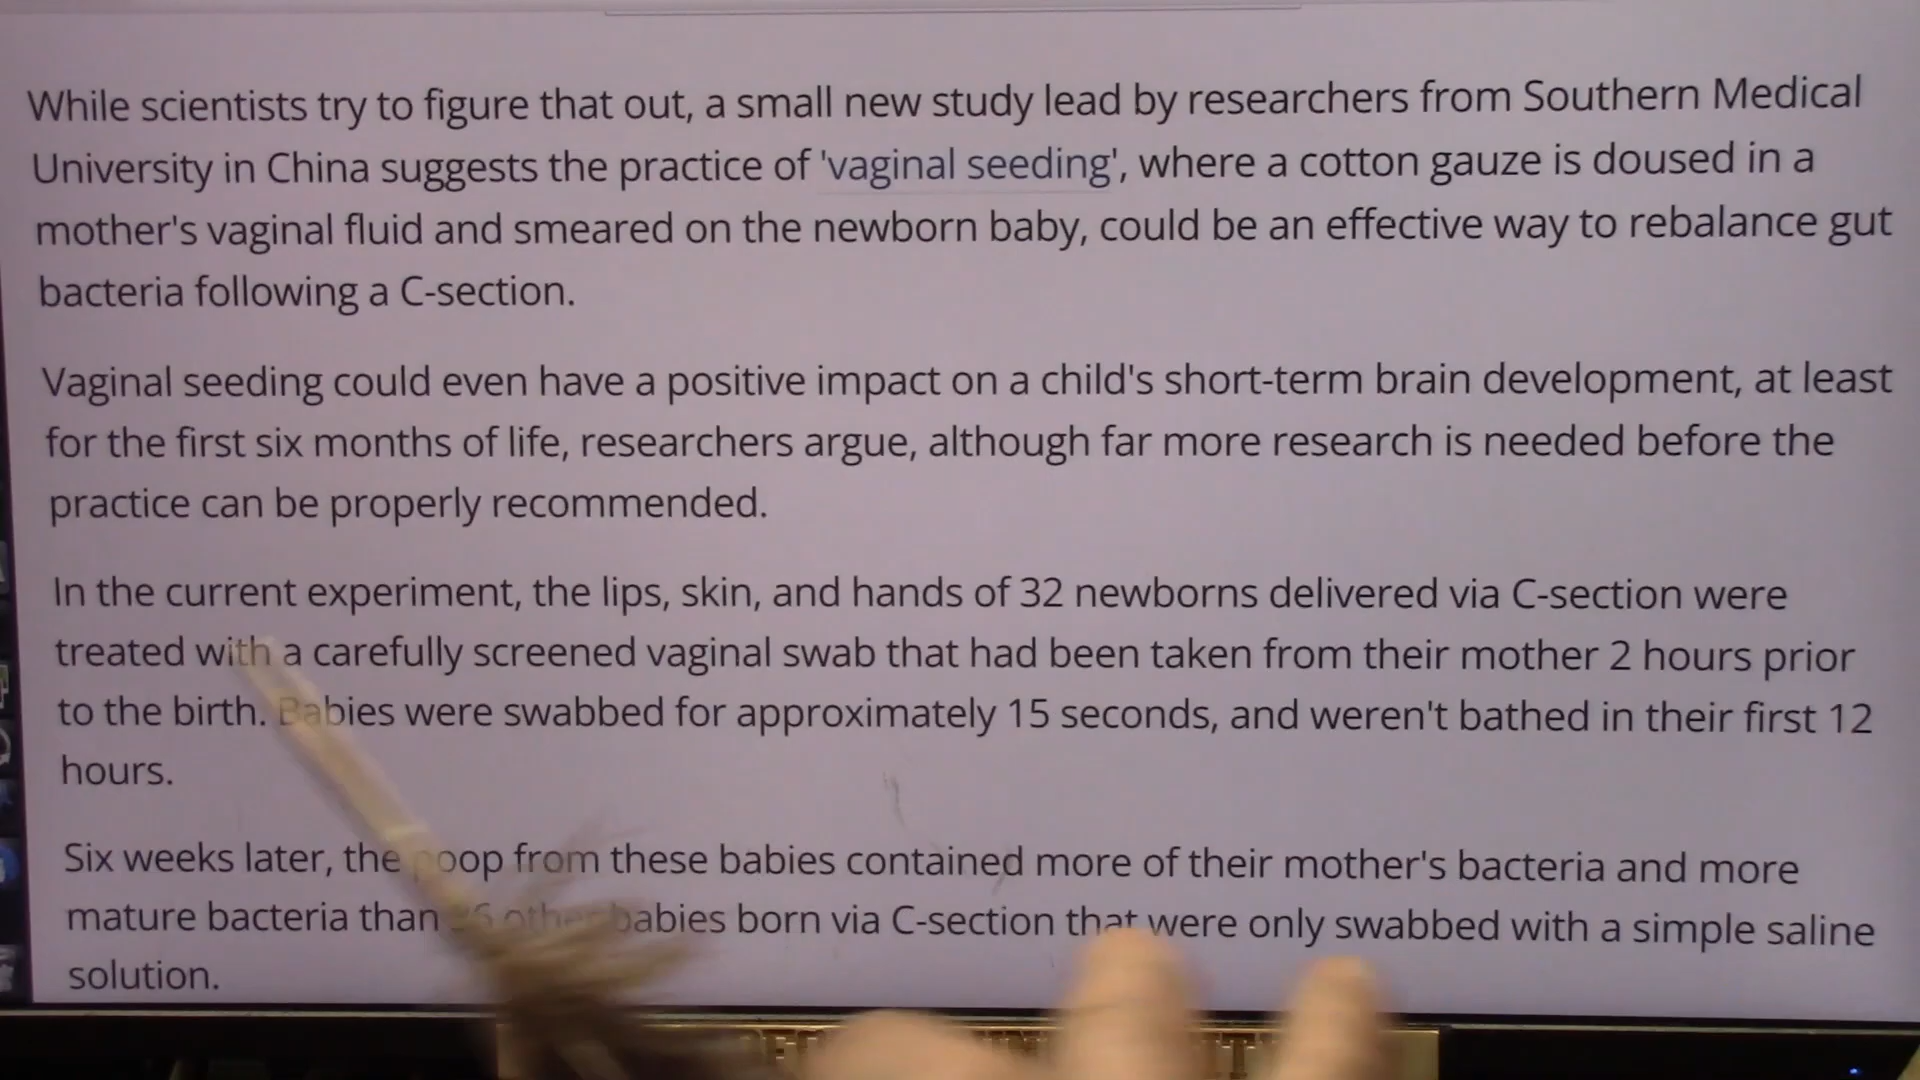 While scientists try to figure that out, a small new study lead by researchers from Southern Medical
University in China suggests the practice of 'vaginal seeding', where a cotton gauze is doused in a
mother's vaginal fluid and smeared on the newborn baby, could be an effective way to rebalance gut
bacteria following a C-section.
Vaginal seeding could even have a positive impact on a child's short-term brain development, at least
for the first six months of life, researchers argue, although far more research is needed before the
practice can be properly recommended.
In the current experiment, the lips, skin, and hands of 32 newborns delivered via C-section were
treated with a carefully screened vaginal swab that had been taken from their mother 2 hours prior
to the birth. Babies were swabbed for approximately 15 seconds, and weren't bathed in their first 12
hours.
Six weeks later, the poop from these babies contained more of their mother's bacteria and more
mature bacteria than other babies born via C-section that were only swabbed with a simple saline
solution.